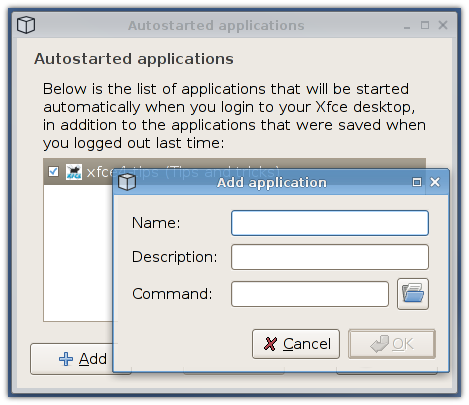 Autostarted applications
Autostarted applications
Below is the list of applications that will be started
automatically when you login to your Xfce desktop,
in addition to the applications that were saved when
you logged out last time:
xfce4-tips (Tips and tricks)
Add application
Name:
Description:
Command:
Cancel
OK
Add